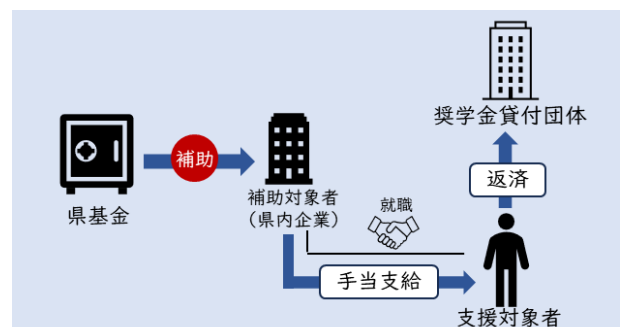 県基金
補助
補助対象者
（県内企業）
就職
手当支給
支援対象者
返済
奨学金貸付団体